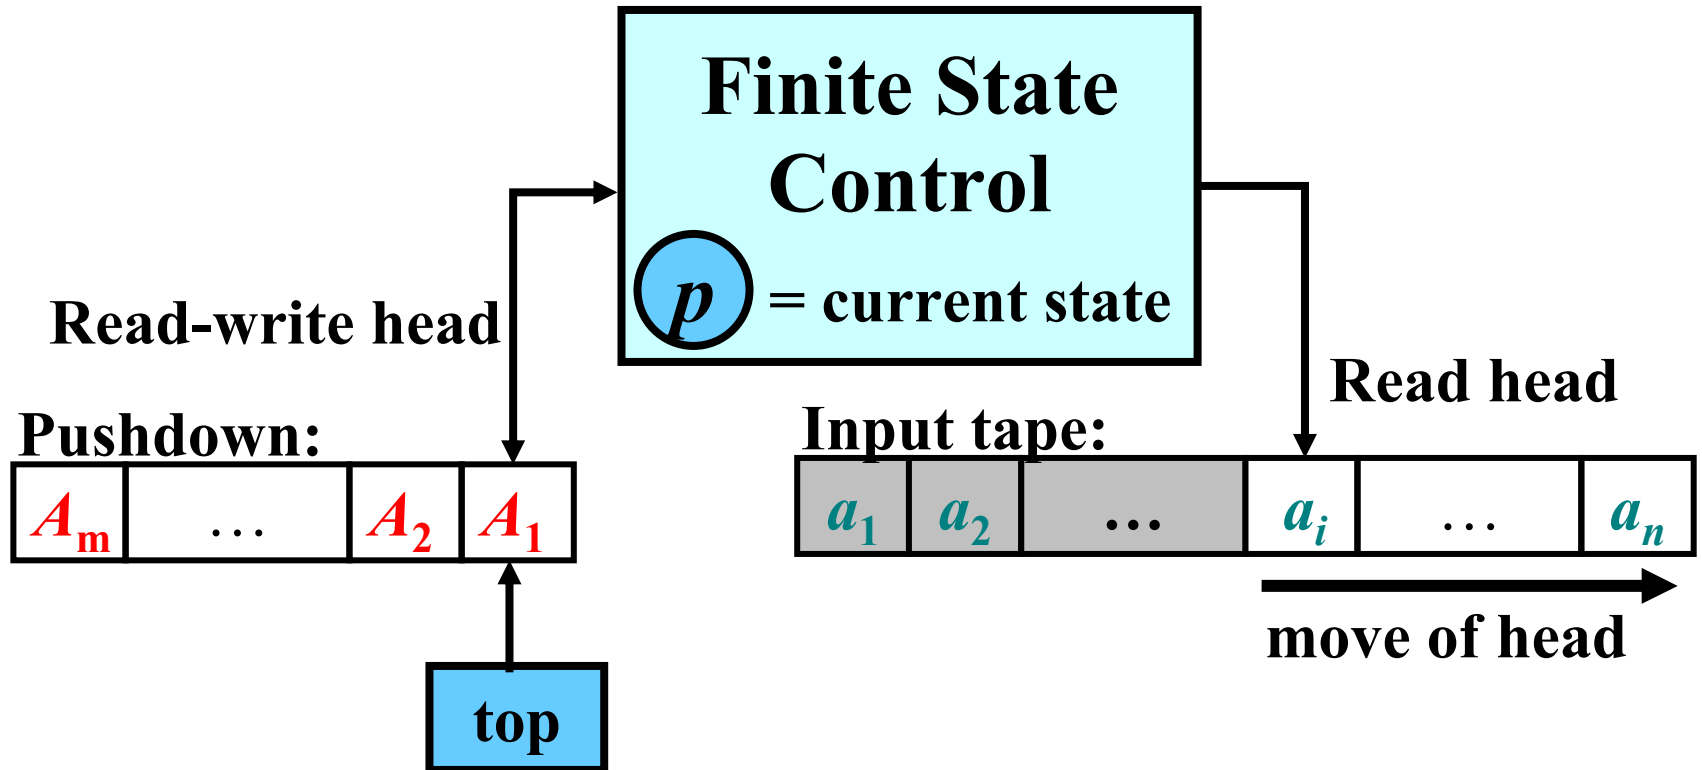 Finite State
Control
p = current state
Read-write head
Read head
Pushdown:
Input tape:
Aₘ … A₂ A₁
a₁ a₂ … aᵢ … aₙ
move of head
top